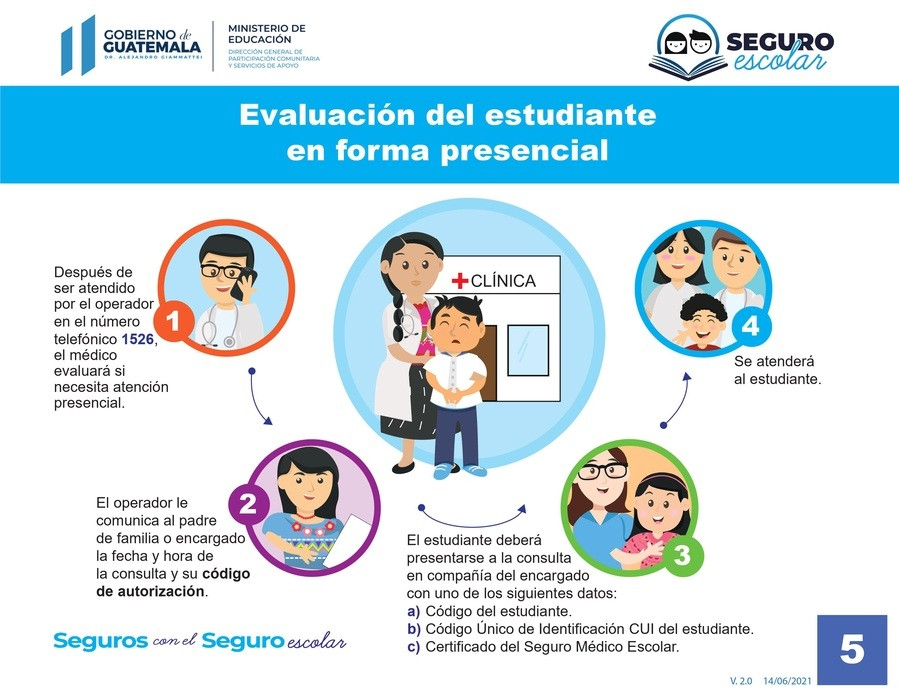 GOBIERNO de
GUATEMALA
DR. ALEJANDRO GIAMMATTEI
MINISTERIO DE
EDUCACIÓN
DIRECCIÓN GENERAL DE
PARTICIPACIÓN COMUNITARIA
Y SERVICIOS DE APOYO
SEGURO
escolar
Evaluación del estudiante
en forma presencial
Después de
ser atendido
por el operador
en el número
telefónico 1526,
el médico
evaluará si
necesita atención
presencial.
1
El operador le
comunica al padre
de familia o encargado
la fecha y hora de
la consulta y su código
de autorización.
2
CLÍNICA
El estudiante deberá
presentarse a la consulta
en compañía del encargado
con uno de los siguientes datos:
a) Código del estudiante.
b) Código Único de Identificación CUI del estudiante.
c) Certificado del Seguro Médico Escolar.
3
4
Se atenderá
al estudiante.
Seguros con el Seguro escolar
V. 2.0 14/06/2021
5